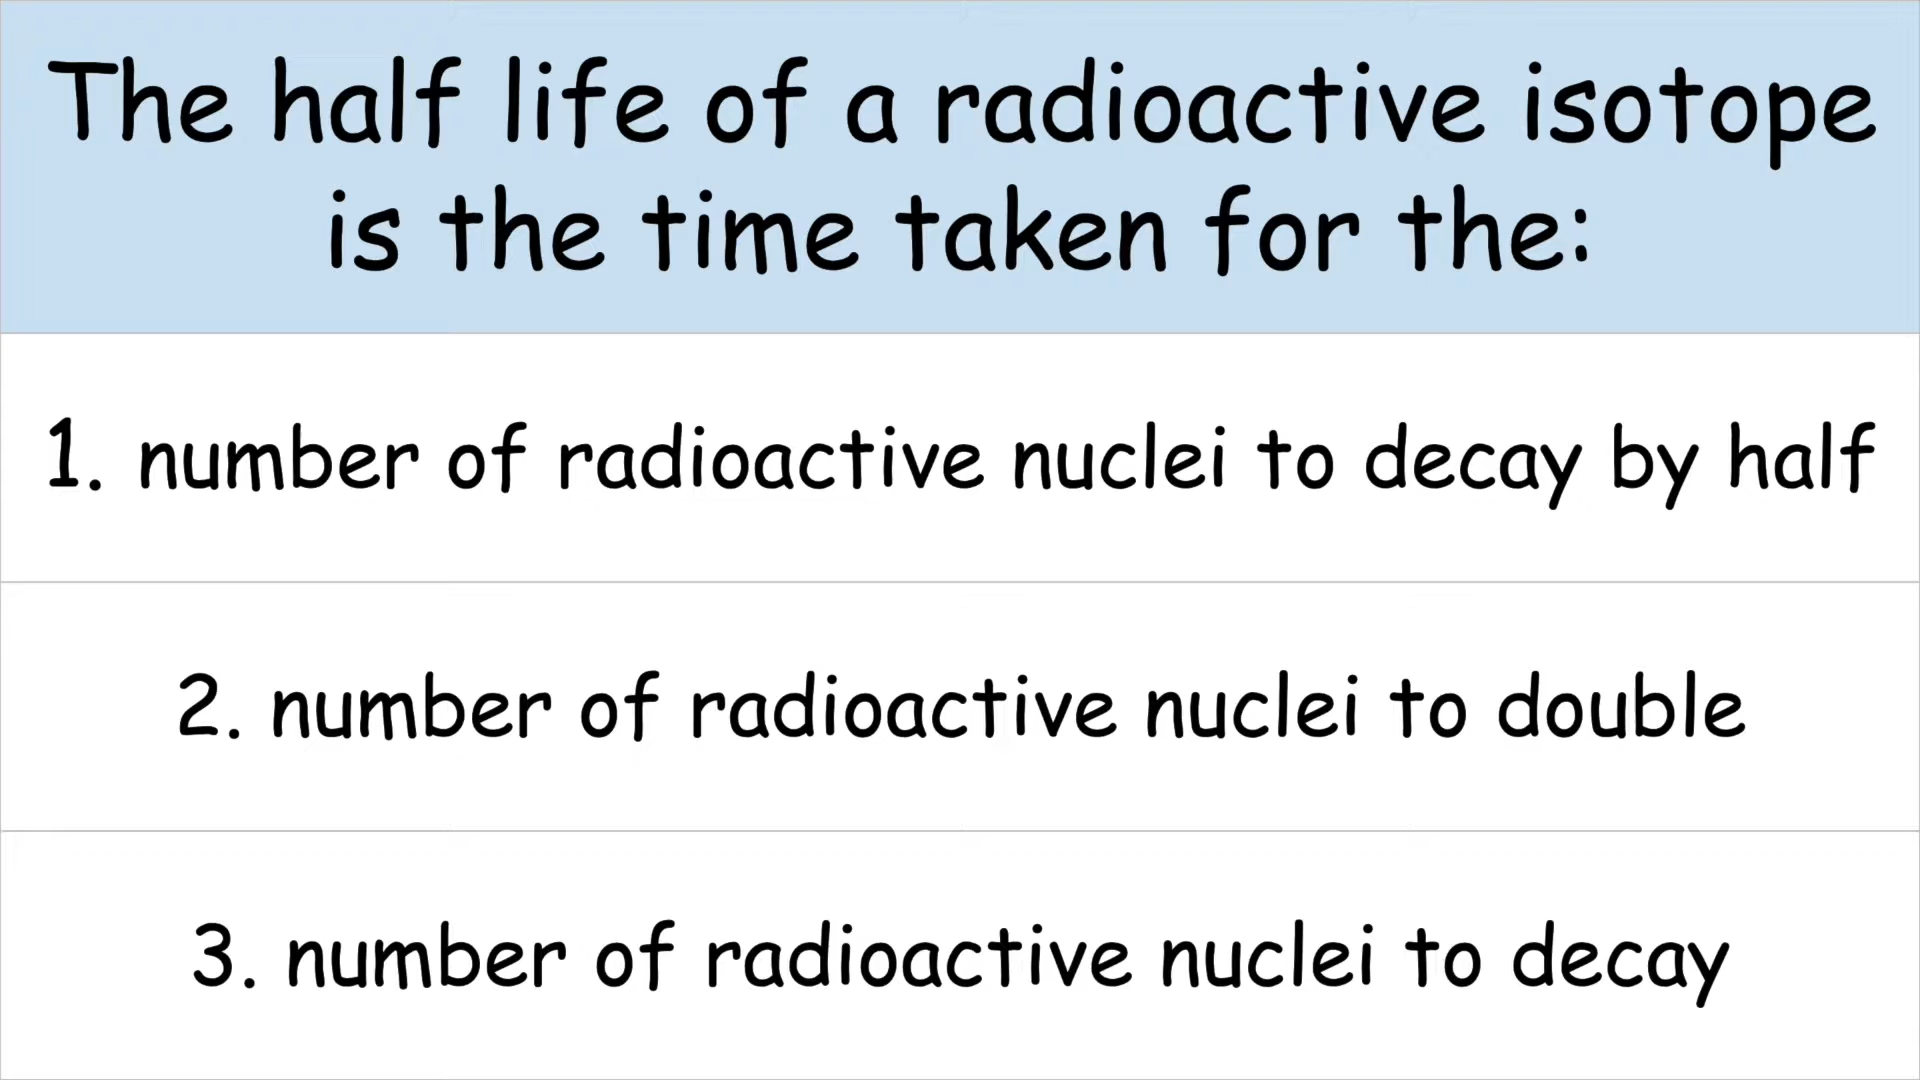 The half life of a radioactive isotope
is the time taken for the:
1. number of radioactive nuclei to decay by half
2. number of radioactive nuclei to double
3. number of radioactive nuclei to decay